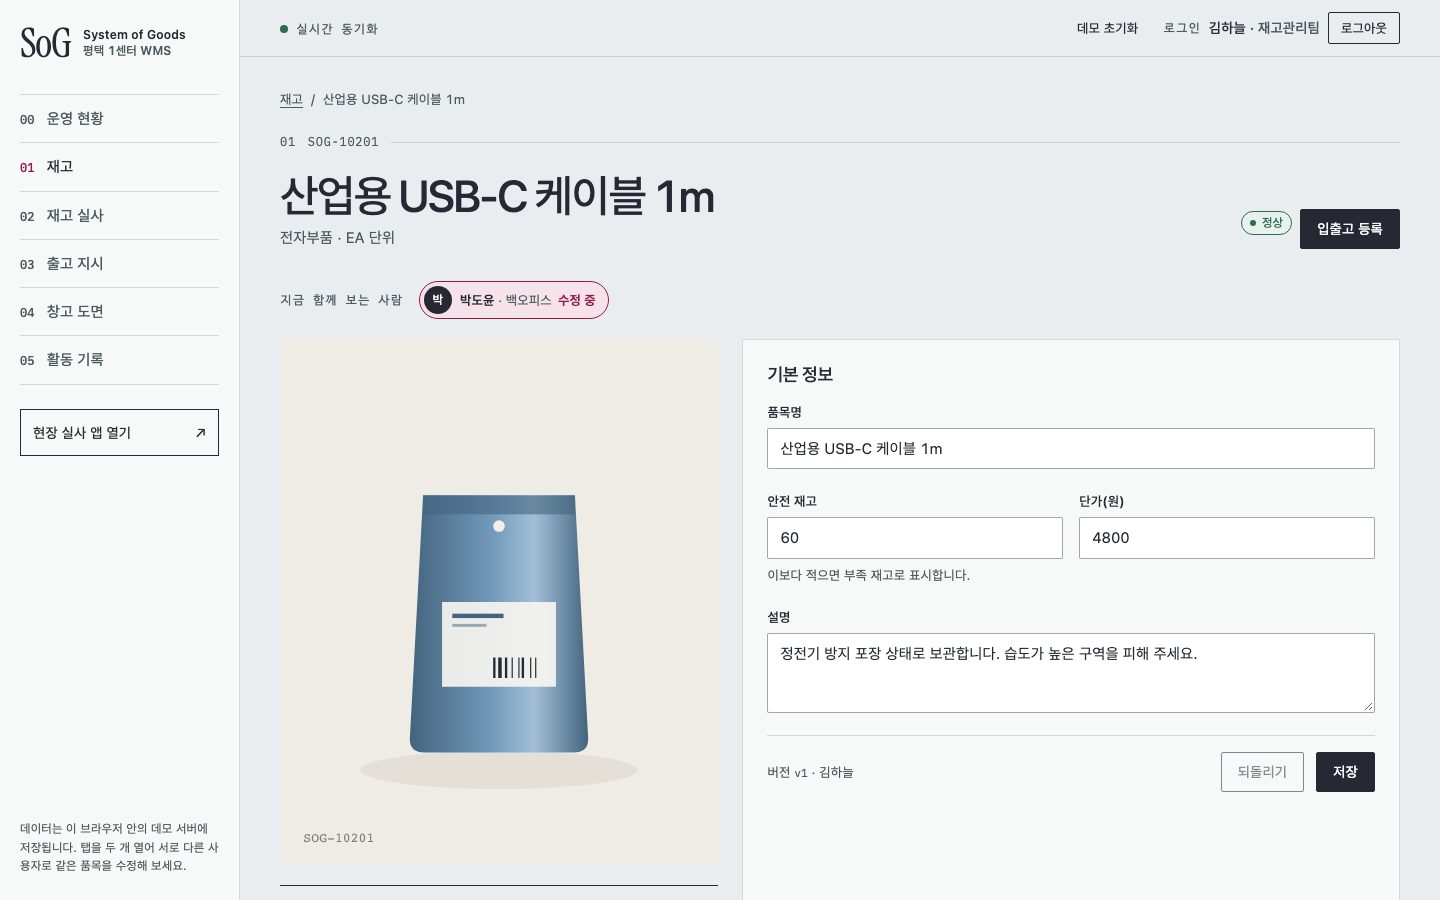 SoG System of Goods
평택 1센터 WMS
00 운영 현황
01 재고
02 재고 실사
03 출고 지시
04 창고 도면
05 활동 기록
현장 실사 앱 열기 ↗
데이터는 이 브라우저 안의 데모 서버에
저장됩니다. 탭을 두 개 열어 서로 다른 사
용자로 같은 품목을 수정해 보세요.
실시간 동기화
데모 초기화 로그인 김하늘 · 재고관리팀 로그아웃
재고 / 산업용 USB-C 케이블 1m
01 SOG-10201
산업용 USB-C 케이블 1m
전자부품 · EA 단위
정상 입출고 등록
지금 함께 보는 사람 박 박도윤 · 백오피스 수정 중
SOG-10201
기본 정보
품목명
산업용 USB-C 케이블 1m
안전 재고 단가(원)
60 4800
이보다 적으면 부족 재고로 표시합니다.
설명
정전기 방지 포장 상태로 보관합니다. 습도가 높은 구역을 피해 주세요.
버전 v1 · 김하늘 되돌리기 저장